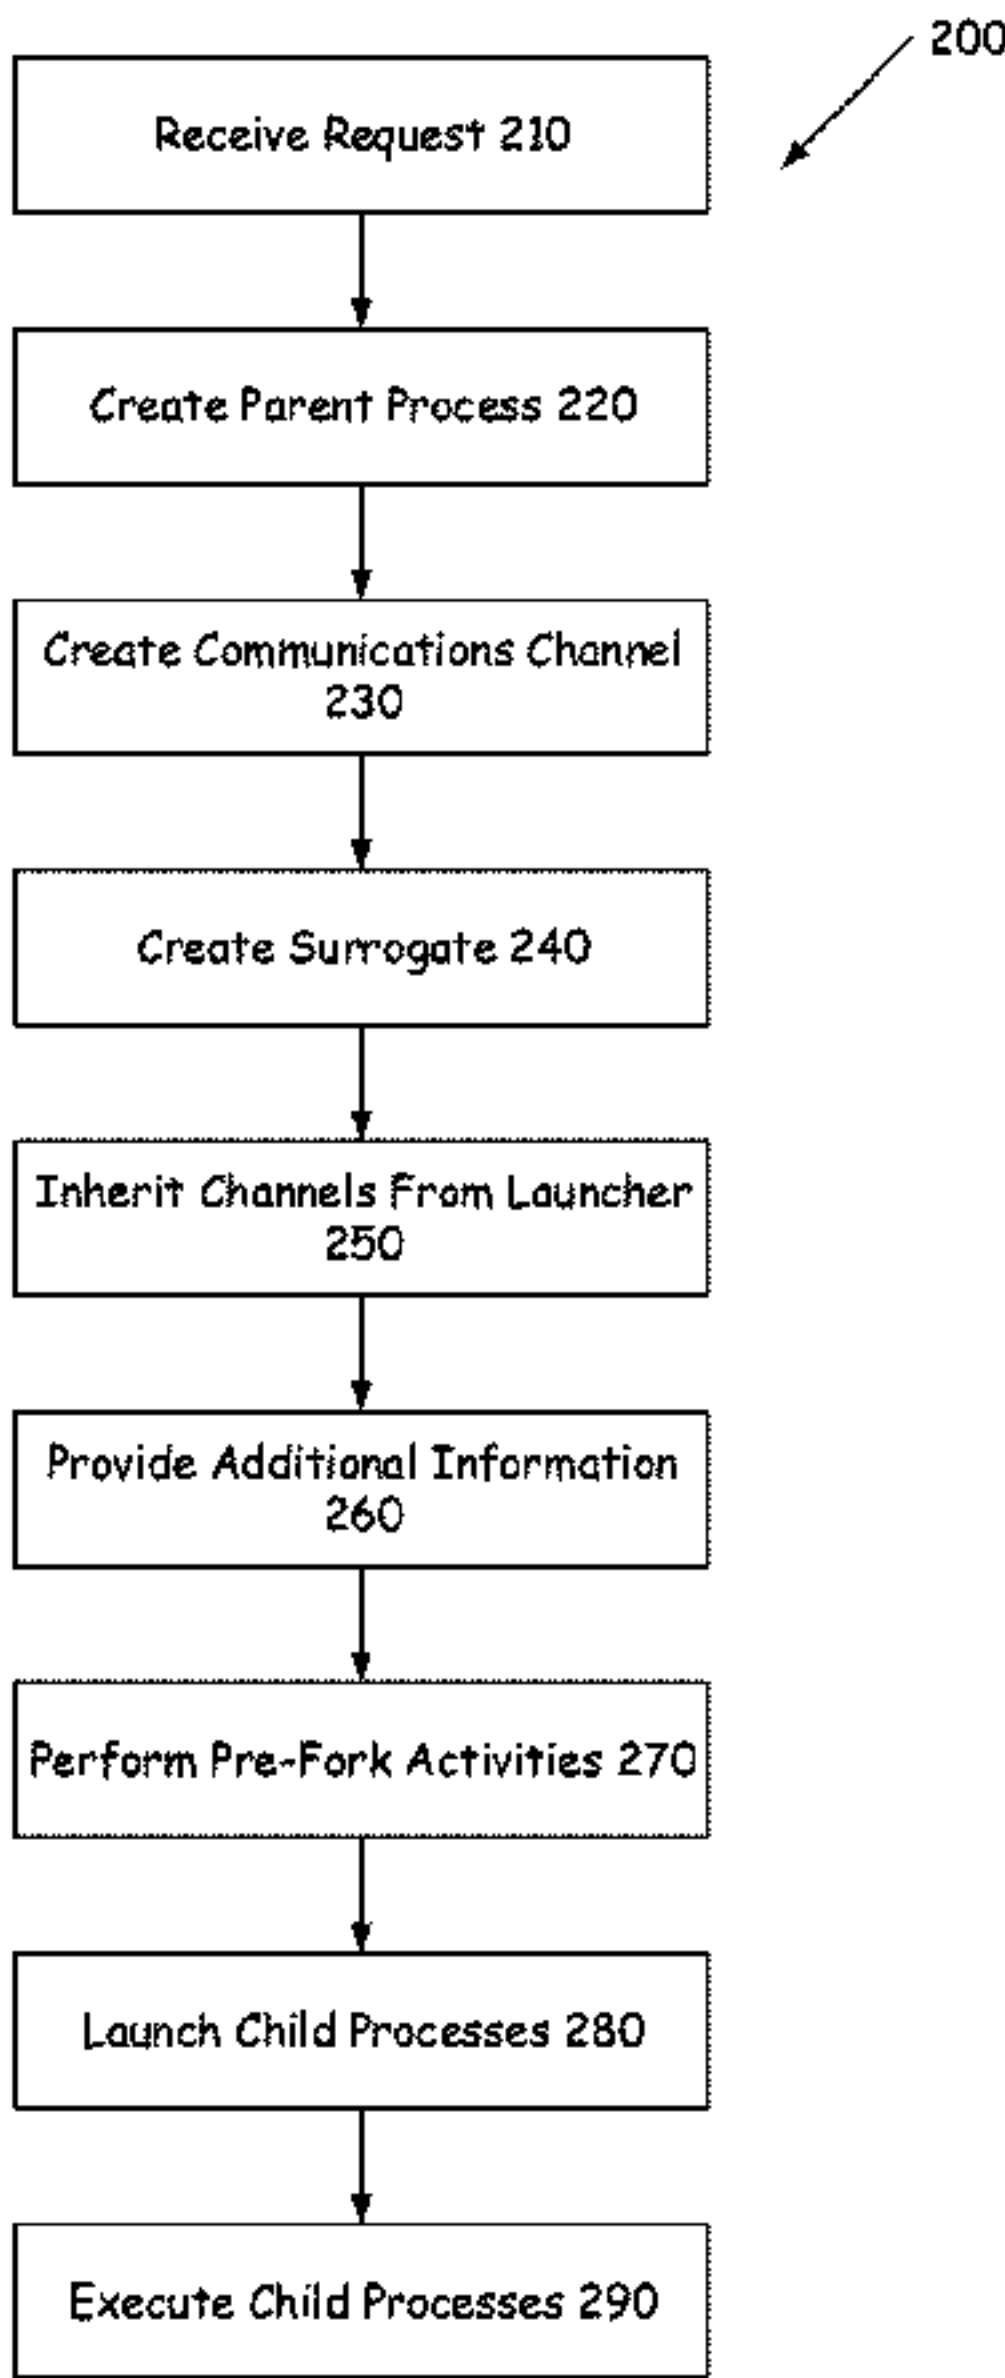 200
Receive Request 210
Create Parent Process 220
Create Communications Channel
230
Create Surrogate 240
Inherit Channels From Launcher
250
Provide Additional Information
260
Perform Pre-Fork Activities 270
Launch Child Processes 280
Execute Child Processes 290